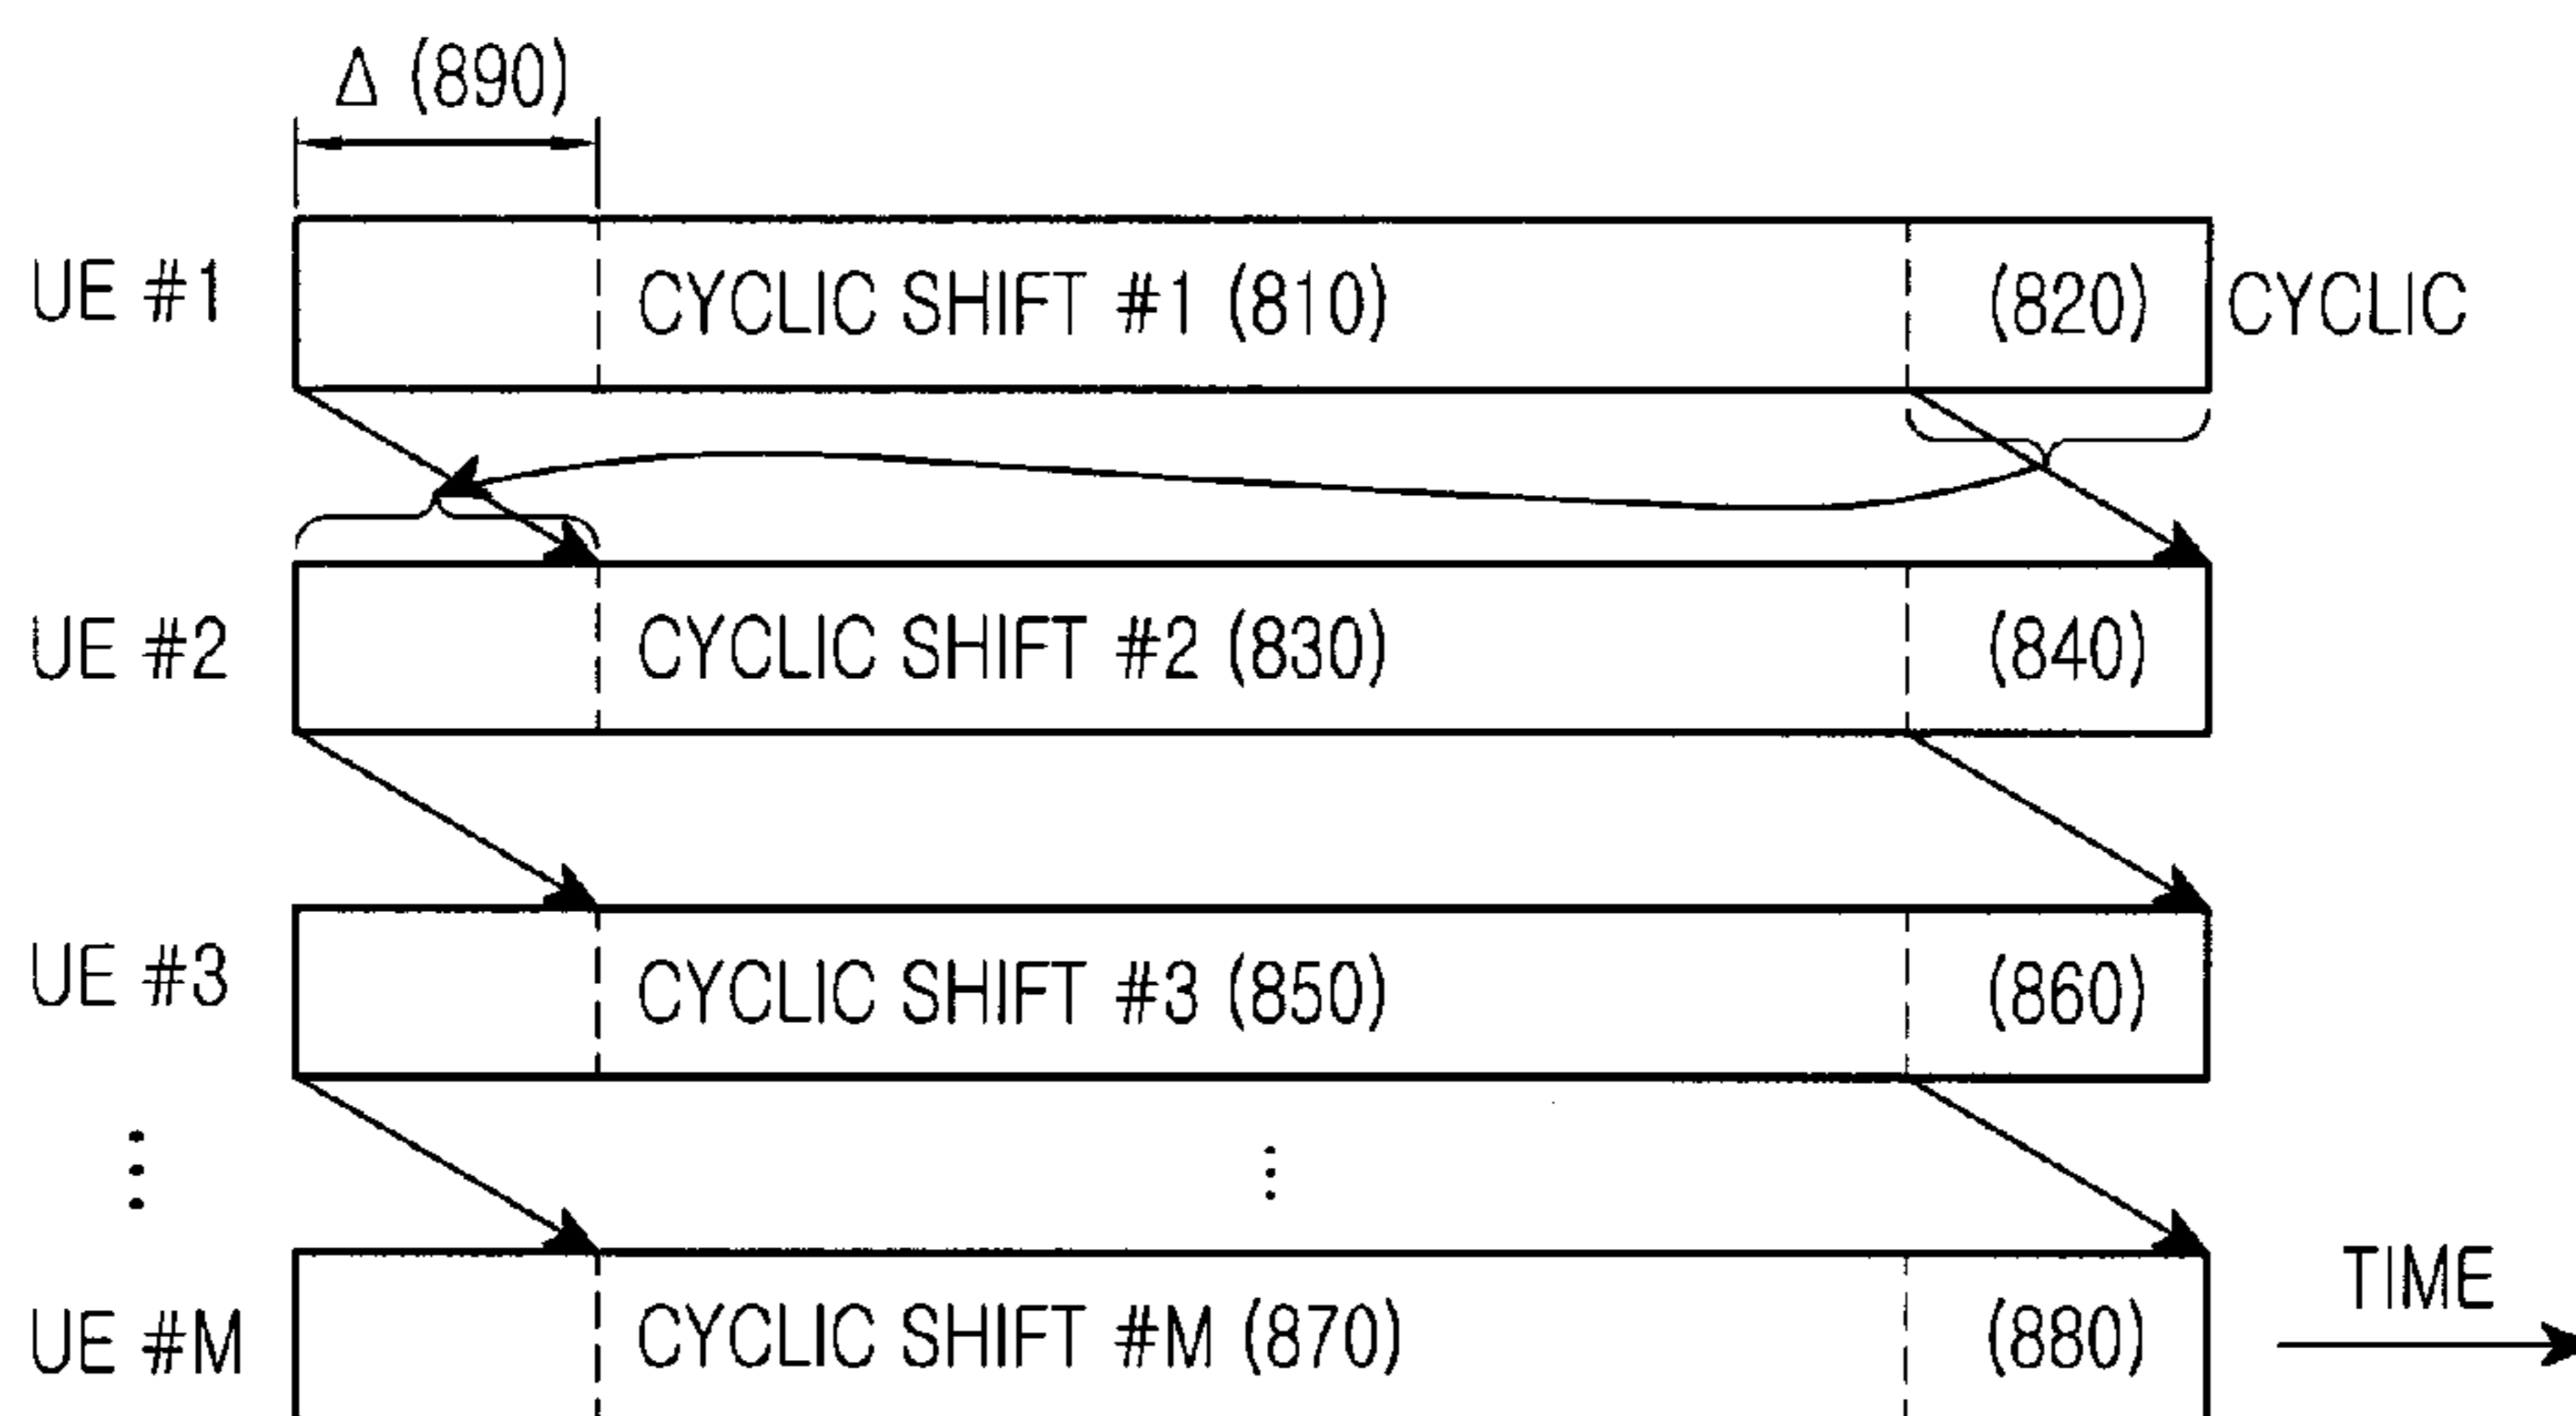 Δ (890)
UE #1 CYCLIC SHIFT #1 (810) (820) CYCLIC
UE #2 CYCLIC SHIFT #2 (830) (840)
UE #3 CYCLIC SHIFT #3 (850) (860)
TIME
UE #M CYCLIC SHIFT #M (870) (880)